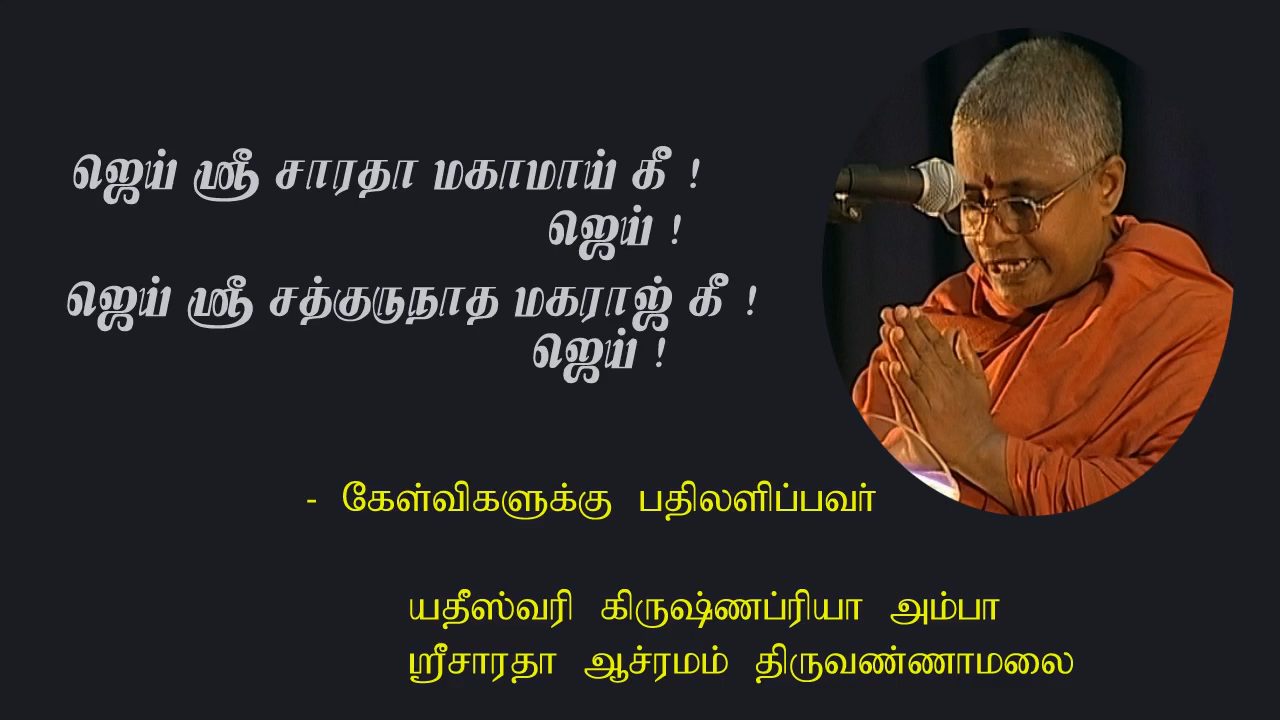 ஜெய் ஸ்ரீ சாரதா மகாமாய் கீ !
ஜெய் !
ஜெய் ஸ்ரீ சத்குருநாத மகராஜ் கீ !
ஜெய் !
- கேள்விகளுக்கு பதிலளிப்பவர்
யதீஸ்வரி கிருஷ்ணப்ரியா அம்பா
ஸ்ரீசாரதா ஆச்ரமம் திருவண்ணாமலை